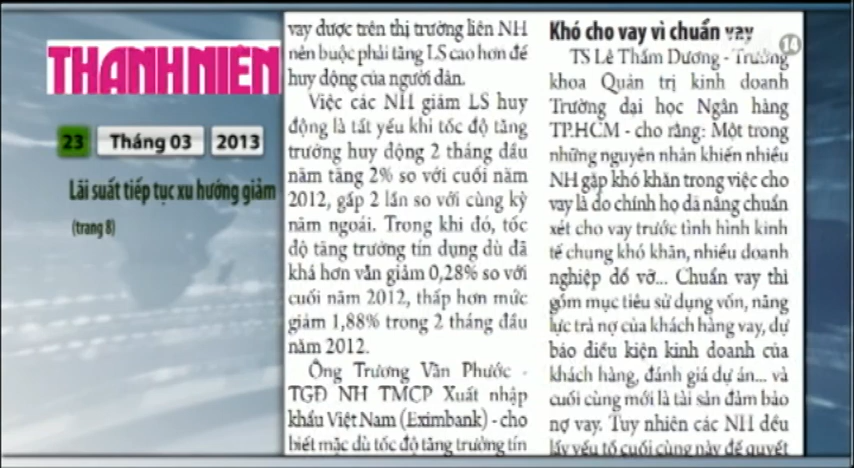 THANH NIÊN
23 Tháng 03 2013
Lãi suất tiếp tục xu hướng giảm
(trang 8)
vay được trên thị trường liên NH
nên buộc phải tăng LS cao hơn để
huy động của người dân.
Việc các NH giảm LS huy
động là tất yếu khi tốc độ tăng
trưởng huy động 2 tháng đầu
năm tăng 2% so với cuối năm
2012, gấp 2 lần so với cùng kỳ
năm ngoái. Trong khi đó, tốc
độ tăng trưởng tín dụng dù đã
khá hơn vẫn giảm 0,28% so với
cuối năm 2012, thấp hơn mức
giảm 1,88% trong 2 tháng đầu
năm 2012.
Ông Trương Văn Phước -
TGĐ NH TMCP Xuất nhập
khẩu Việt Nam (Eximbank) - cho
biết mặc dù tốc độ tăng trưởng tín
Khó cho vay vì chuẩn vay
TS Lê Thẩm Dương - Trưởng
khoa Quản trị kinh doanh
Trường đại học Ngân hàng
TP.HCM - cho rằng: Một trong
những nguyên nhân khiến nhiều
NH gặp khó khăn trong việc cho
vay là do chính họ đã nâng chuẩn
xét cho vay trước tình hình kinh
tế chung khó khăn, nhiều doanh
nghiệp đổ vỡ... Chuẩn vay thì
gồm mục tiêu sử dụng vốn, năng
lực trả nợ của khách hàng vay, dự
báo điều kiện kinh doanh của
khách hàng, đánh giá dự án... và
cuối cùng mới là tài sản đảm bảo
nợ vay. Tuy nhiên các NH đều
lấy yếu tố cuối cùng này để quyết
14